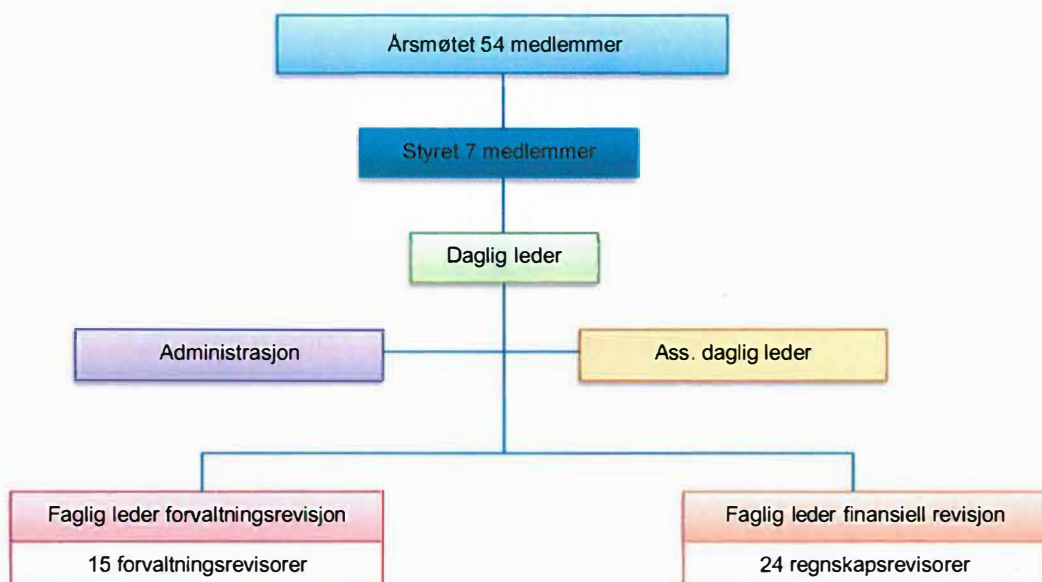 Årsmøtet 54 medlemmer
Styret 7 medlemmer
Daglig leder
Administrasjon
Ass. daglig leder
Faglig leder forvaltningsrevisjon
15 forvaltningsrevisorer
Faglig leder finansiell revisjon
24 regnskapsrevisorer